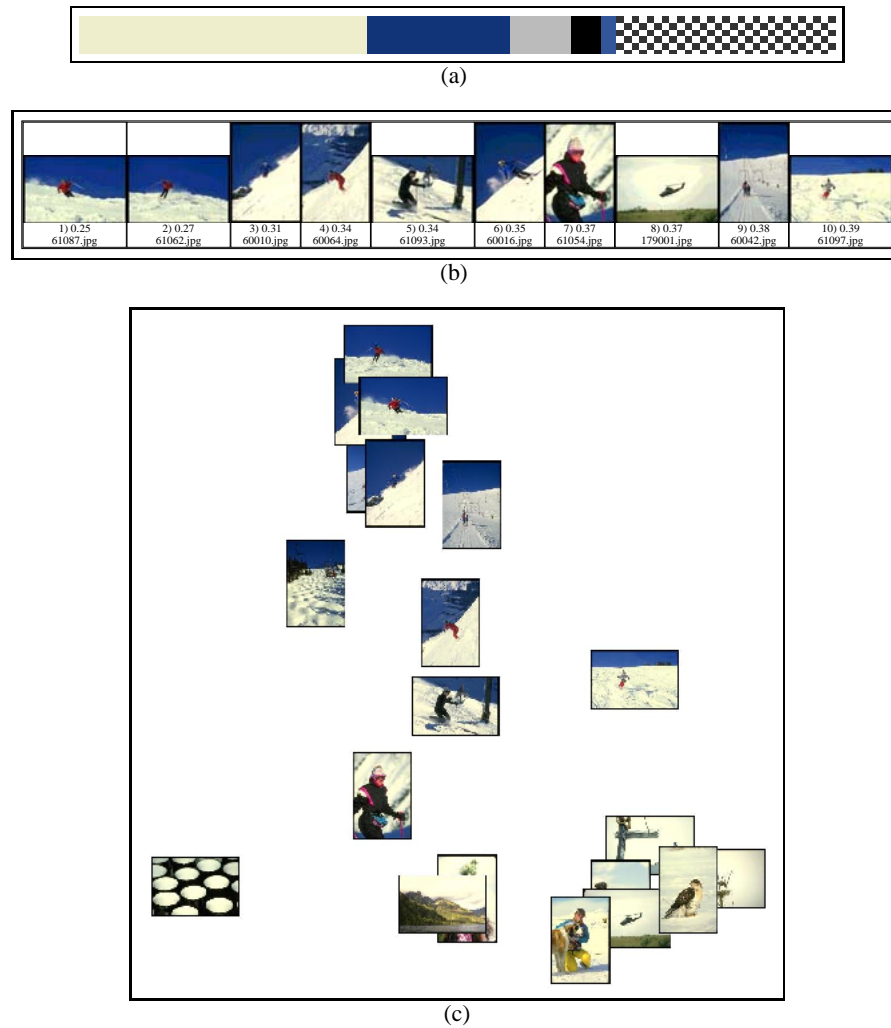 (a)
1) 0.25 2) 0.27 3) 0.31 4) 0.34 5) 0.34 6) 0.35 7) 0.37 8) 0.37 9) 0.38 10) 0.39
61087.jpg 61062.jpg 60010.jpg 60064.jpg 61093.jpg 60016.jpg 61054.jpg 179001.jpg 60042.jpg 61097.jpg
(b)
(c)